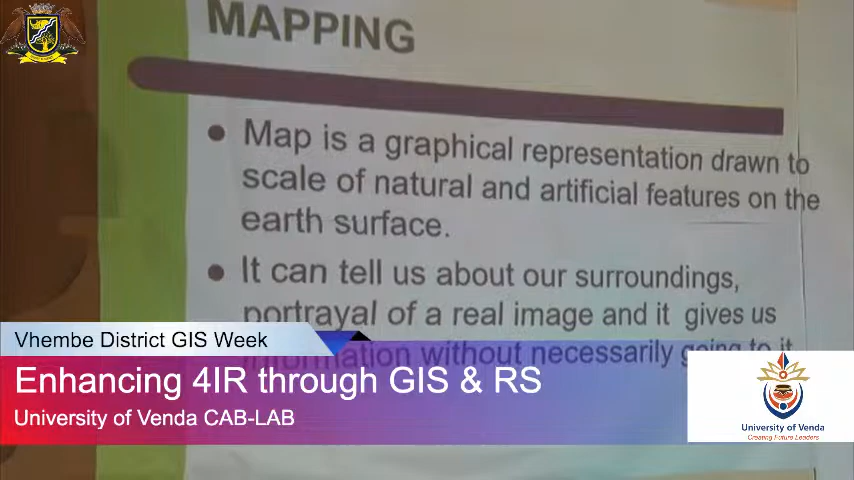 MAPPING
Map is a graphical representation drawn to
scale of natural and artificial features on the
earth surface.
It can tell us about our surroundings,
portrayal of a real image and it gives us
information without necessarily going to it.
Vhembe District GIS Week
Enhancing 4IR through GIS & RS
University of Venda CAB-LAB
University of Venda
Creating Future Leaders